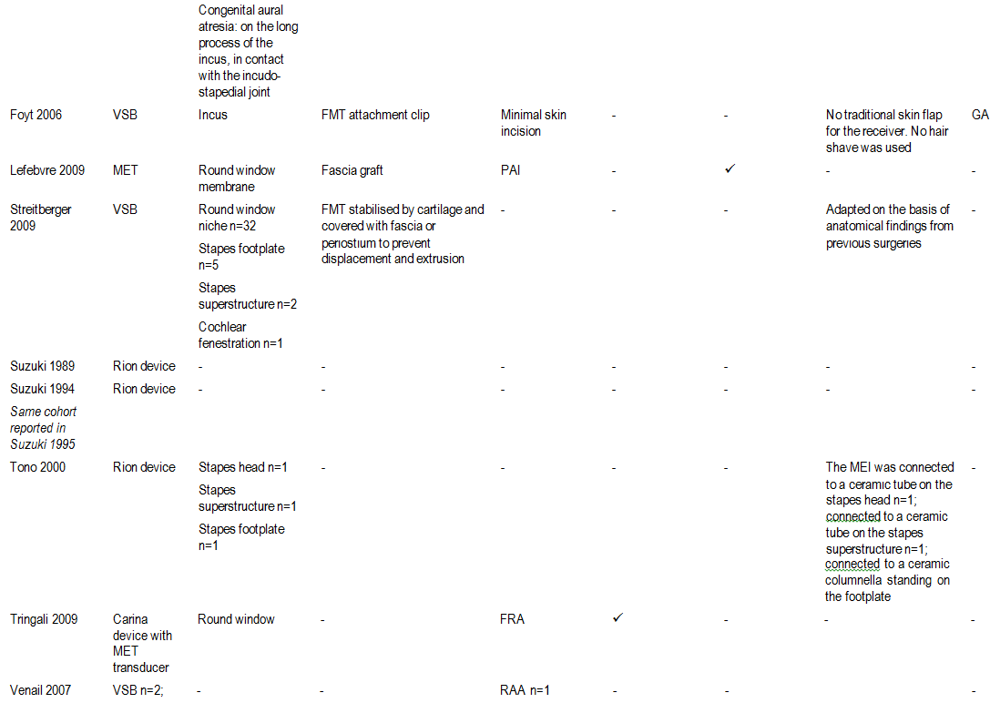 Congenital aural
atresia: on the long
process of the
incus, in contact
with the incudo-
stapedial joint
Foyt 2006 VSB Incus FMT attachment clip Minimal skin - - No traditional skin flap GA
incision for the receiver. No hair
shave was used
Lefebvre 2009 MET Round window Fascia graft PAI - ✓ - -
membrane
Streitberger VSB Round window FMT stabilised by cartilage and - - - Adapted on the basis of -
2009 niche n=32 covered with fascia or anatomical findings from
periostium to prevent previous surgeries
Stapes footplate displacement and extrusion
n=5
Stapes
superstructure n=2
Cochlear
fenestration n=1
Suzuki 1989 Rion device - - - - - - -
Suzuki 1994 Rion device - - - - - - -
Same cohort
reported in
Suzuki 1995
Tono 2000 Rion device Stapes head n=1 - - - - The MEI was connected -
to a ceramic tube on the
Stapes stapes head n=1;
superstructure n=1 connected to a ceramic
Stapes footplate tube on the stapes
n=1 superstructure n=1;
connected to a ceramic
columnella standing on
the footplate
Tringali 2009 Carina Round window - FRA ✓ - - -
device with
MET
transducer
Venail 2007 VSB n=2; - - RAA n=1 - - -